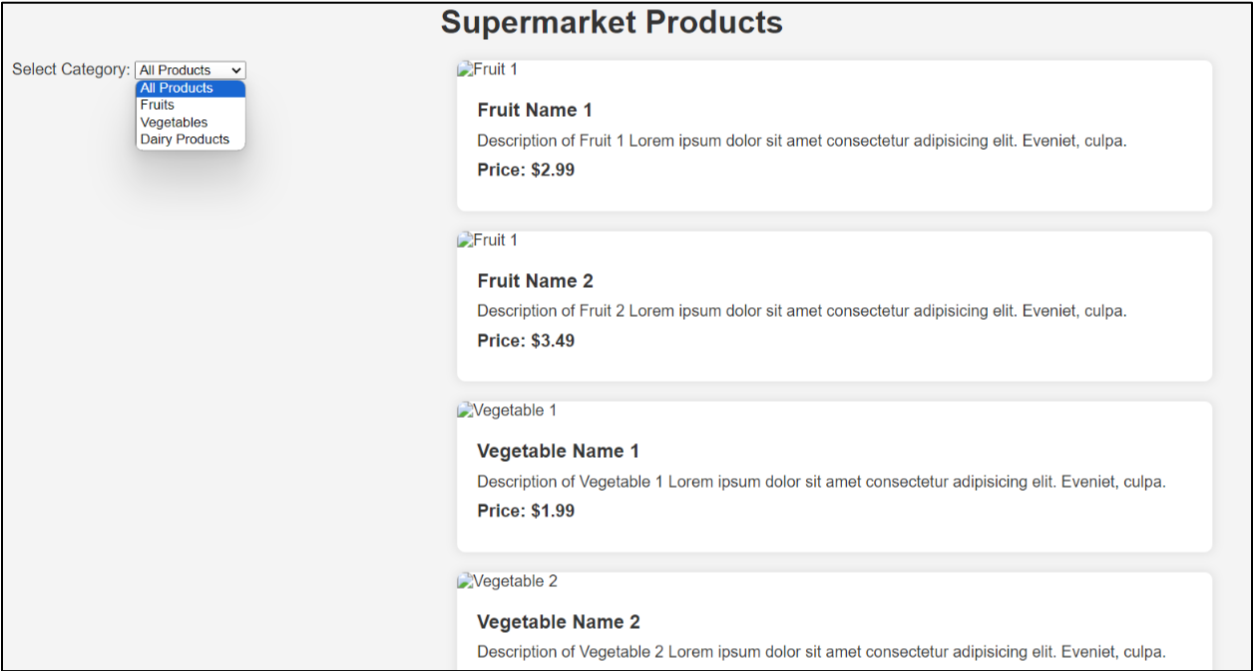 Supermarket Products
Select Category: All Products
All Products
Fruits
Vegetables
Dairy Products
Fruit 1
Fruit Name 1
Description of Fruit 1 Lorem ipsum dolor sit amet consectetur adipisicing elit. Eveniet, culpa.
Price: $2.99
Fruit 1
Fruit Name 2
Description of Fruit 2 Lorem ipsum dolor sit amet consectetur adipisicing elit. Eveniet, culpa.
Price: $3.49
Vegetable 1
Vegetable Name 1
Description of Vegetable 1 Lorem ipsum dolor sit amet consectetur adipisicing elit. Eveniet, culpa.
Price: $1.99
Vegetable 2
Vegetable Name 2
Description of Vegetable 2 Lorem ipsum dolor sit amet consectetur adipisicing elit. Eveniet, culpa.